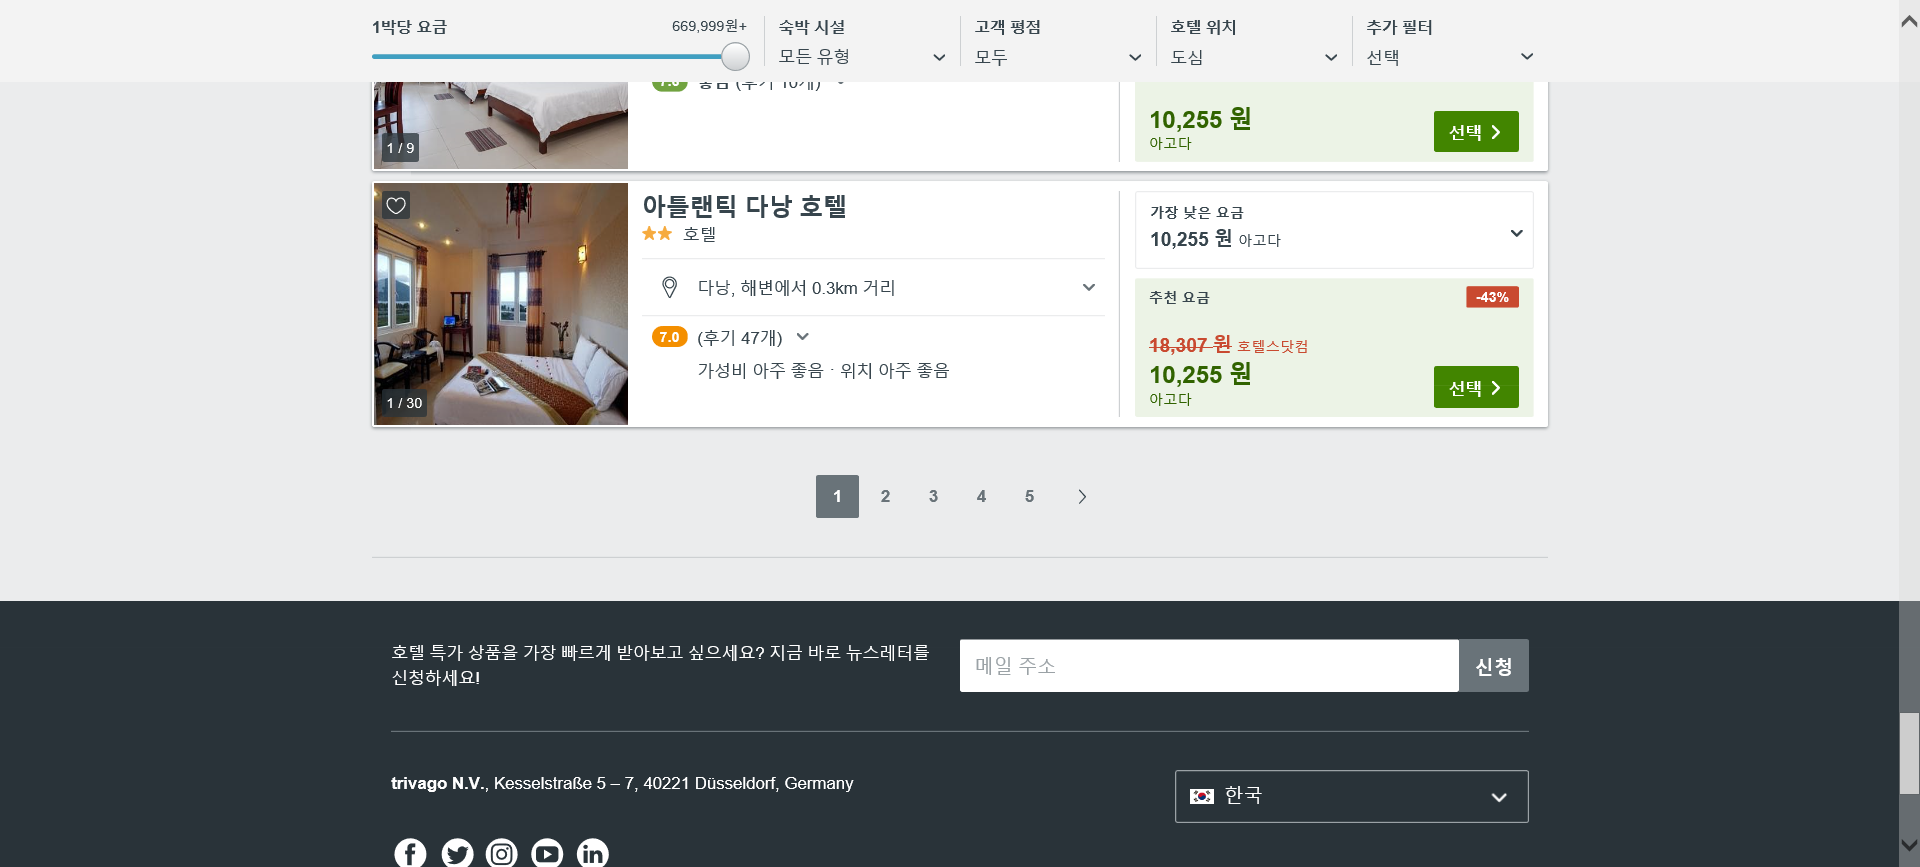 1박당 요금
669,999원+
숙박 시설
모든 유형
고객 평점
모두
호텔 위치
도심
추가 필터
선택
7.0 좋음 (후기 10개)
1 / 9
10,255 원
아고다
선택
아틀랜틱 다낭 호텔
호텔
다낭, 해변에서 0.3km 거리
7.0 (후기 47개)
가성비 아주 좋음 · 위치 아주 좋음
1 / 30
가장 낮은 요금
10,255 원 아고다
추천 요금
-43%
18,307 원 호텔스닷컴
10,255 원
아고다
선택
1 2 3 4 5
호텔 특가 상품을 가장 빠르게 받아보고 싶으세요? 지금 바로 뉴스레터를
신청하세요!
메일 주소
신청
trivago N.V., Kesselstraße 5 – 7, 40221 Düsseldorf, Germany
한국